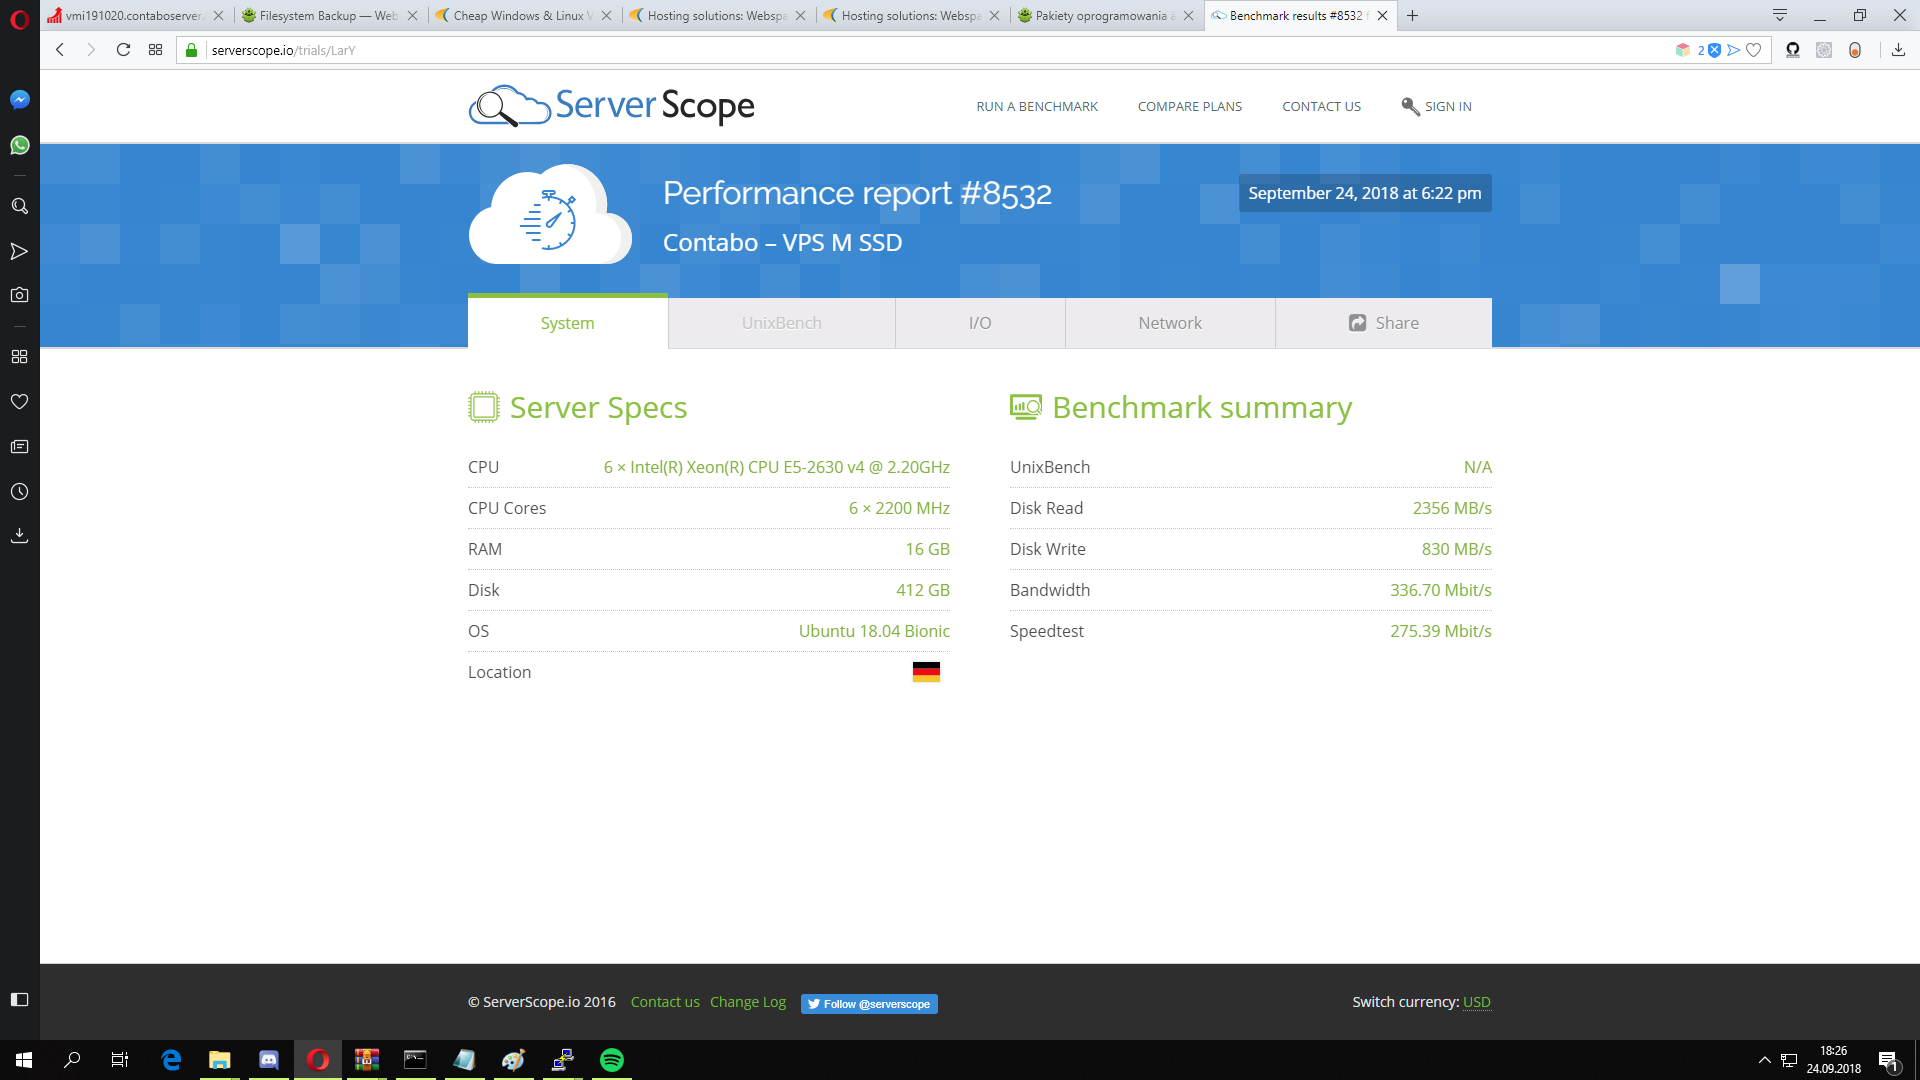 vmi191020.contaboserver.
Filesystem Backup — Web
Cheap Windows & Linux V
Hosting solutions: Webspa
Hosting solutions: Webspa
Pakiety oprogramowania
Benchmark results #8532 f
serverscope.io/trials/LarY
2
ServerScope
RUN A BENCHMARK
COMPARE PLANS
CONTACT US
SIGN IN
Performance report #8532
September 24, 2018 at 6:22 pm
Contabo – VPS M SSD
System
UnixBench
I/O
Network
Share
Server Specs
CPU 6 × Intel(R) Xeon(R) CPU E5-2630 v4 @ 2.20GHz
CPU Cores 6 × 2200 MHz
RAM 16 GB
Disk 412 GB
OS Ubuntu 18.04 Bionic
Location
Benchmark summary
UnixBench N/A
Disk Read 2356 MB/s
Disk Write 830 MB/s
Bandwidth 336.70 Mbit/s
Speedtest 275.39 Mbit/s
© ServerScope.io 2016 Contact us Change Log Follow @serverscope
Switch currency: USD
18:26
24.09.2018
1